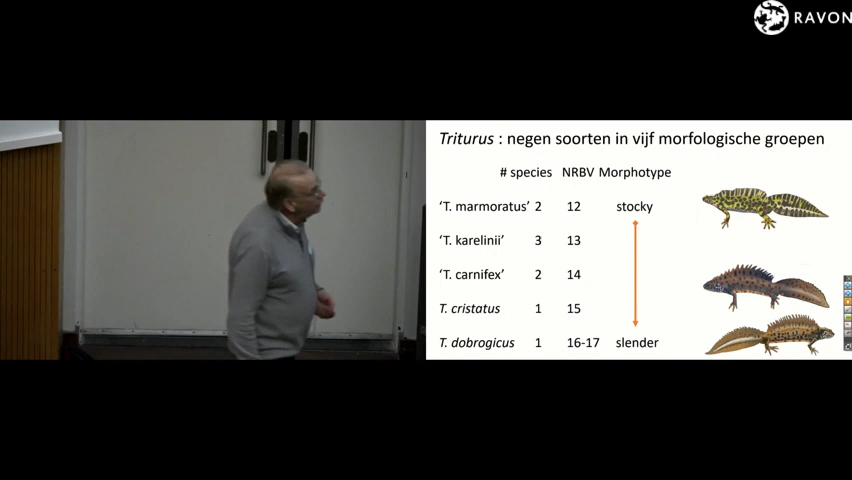 RAVON
Triturus : negen soorten in vijf morfologische groepen
# species NRBV Morphotype
‘T. marmoratus’ 2 12 stocky
‘T. karelinii’ 3 13
‘T. carnifex’ 2 14
T. cristatus 1 15
T. dobrogicus 1 16-17 slender